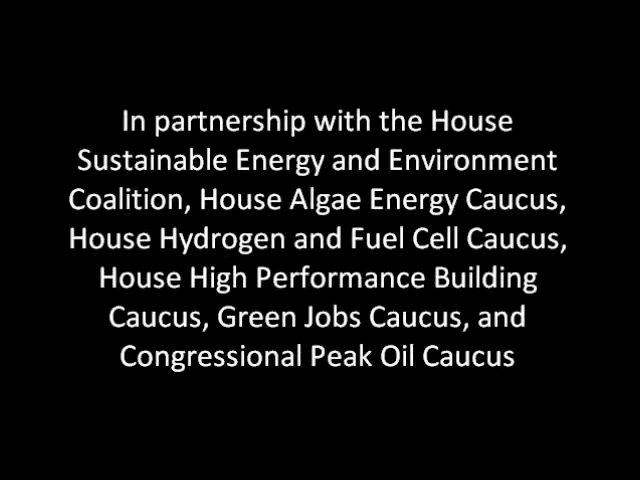 In partnership with the House
Sustainable Energy and Environment
Coalition, House Algae Energy Caucus,
House Hydrogen and Fuel Cell Caucus,
House High Performance Building
Caucus, Green Jobs Caucus, and
Congressional Peak Oil Caucus